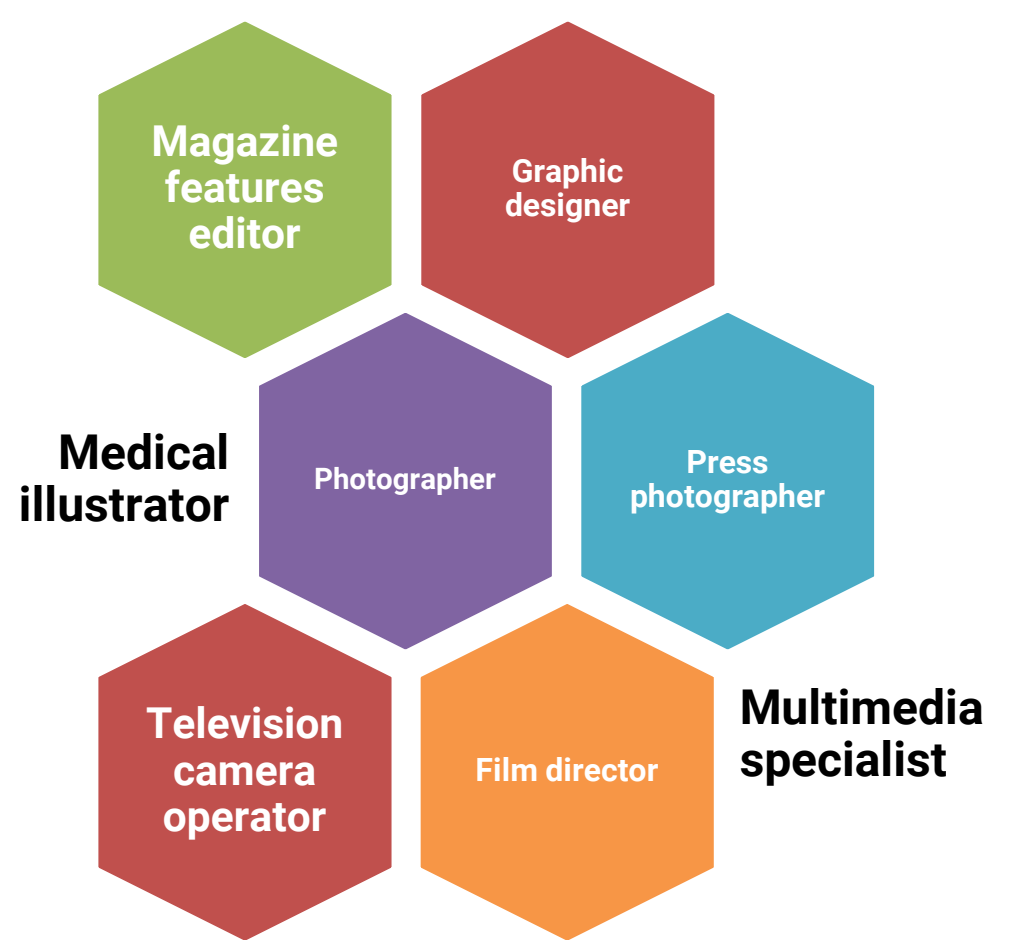 Magazine
features
editor
Graphic
designer
Medical
illustrator
Photographer
Press
photographer
Television
camera
operator
Film director
Multimedia
specialist